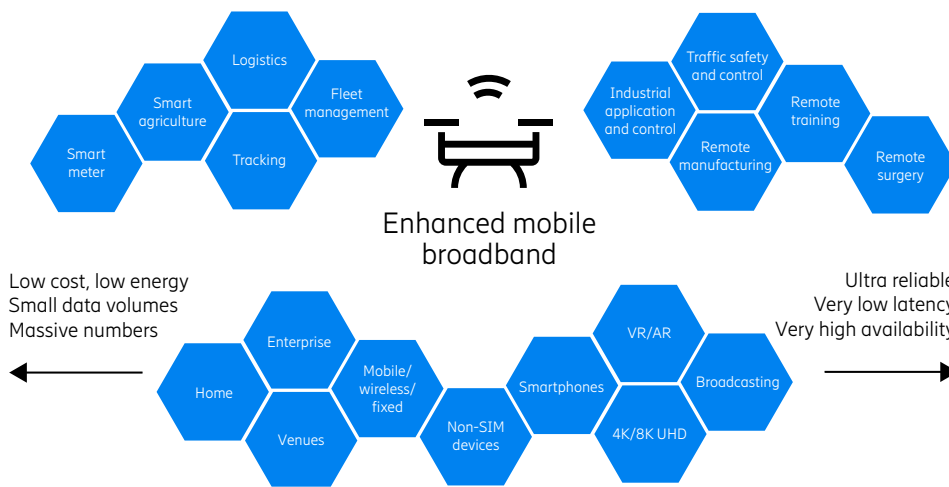 Logistics
Smart
agriculture
Fleet
management
Smart
meter
Tracking
Traffic safety
and control
Industrial
application
and control
Remote
training
Remote
manufacturing
Remote
surgery
Enhanced mobile
broadband
Low cost, low energy
Small data volumes
Massive numbers
Ultra reliable
Very low latency
Very high availability
Enterprise
Home
Mobile/
wireless/
fixed
Venues
Non-SIM
devices
Smartphones
VR/AR
Broadcasting
4K/8K UHD